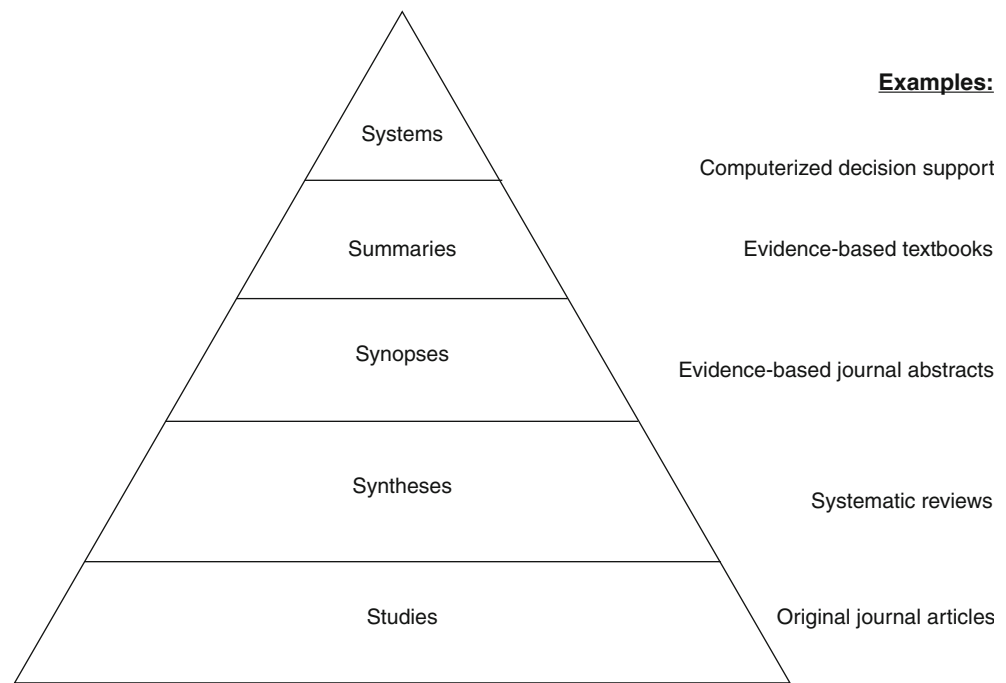 Examples:
Systems
Computerized decision support
Summaries
Evidence-based textbooks
Synopses
Evidence-based journal abstracts
Syntheses
Systematic reviews
Studies
Original journal articles